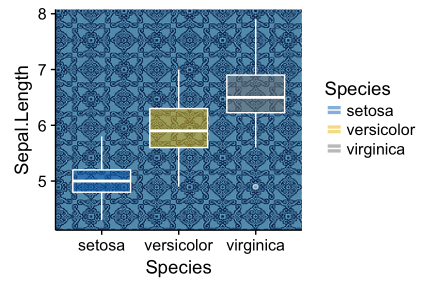 8
7
6
5
Sepal.Length
setosa versicolor virginica
Species
Species
setosa
versicolor
virginica